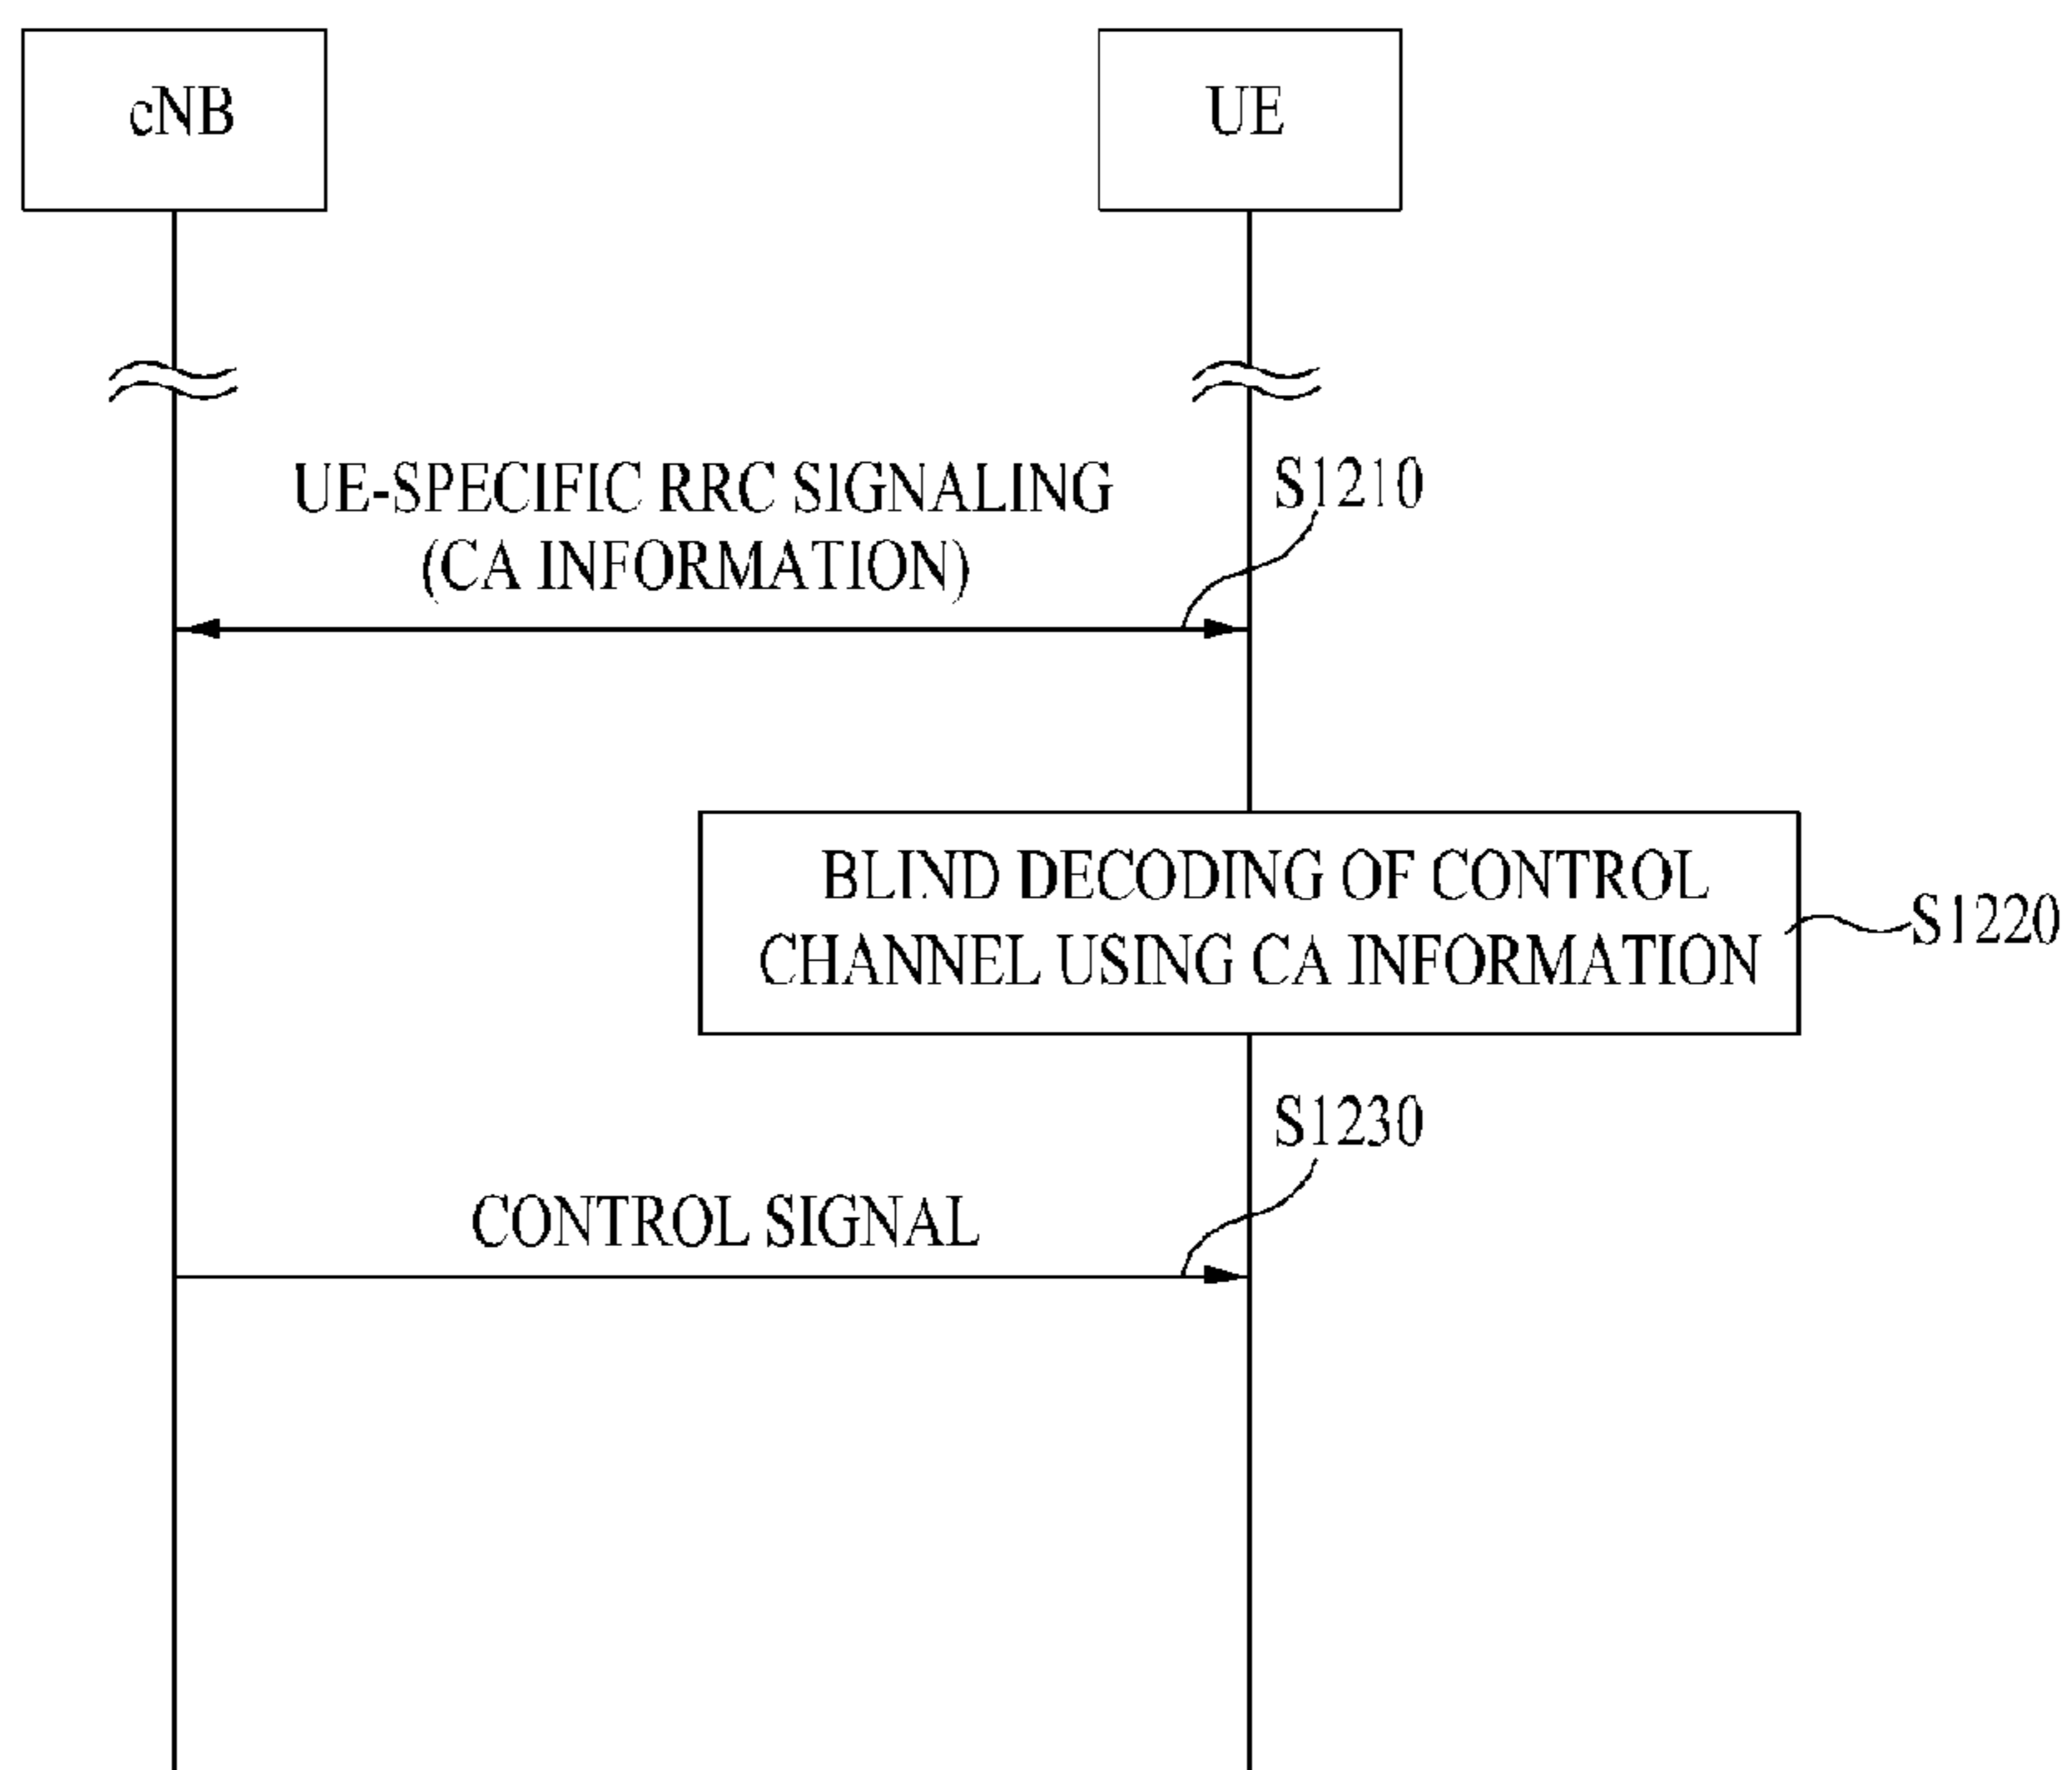 cNB
UE
UE-SPECIFIC RRC SIGNALING
(CA INFORMATION)
S1210
BLIND DECODING OF CONTROL
CHANNEL USING CA INFORMATION
S1220
S1230
CONTROL SIGNAL